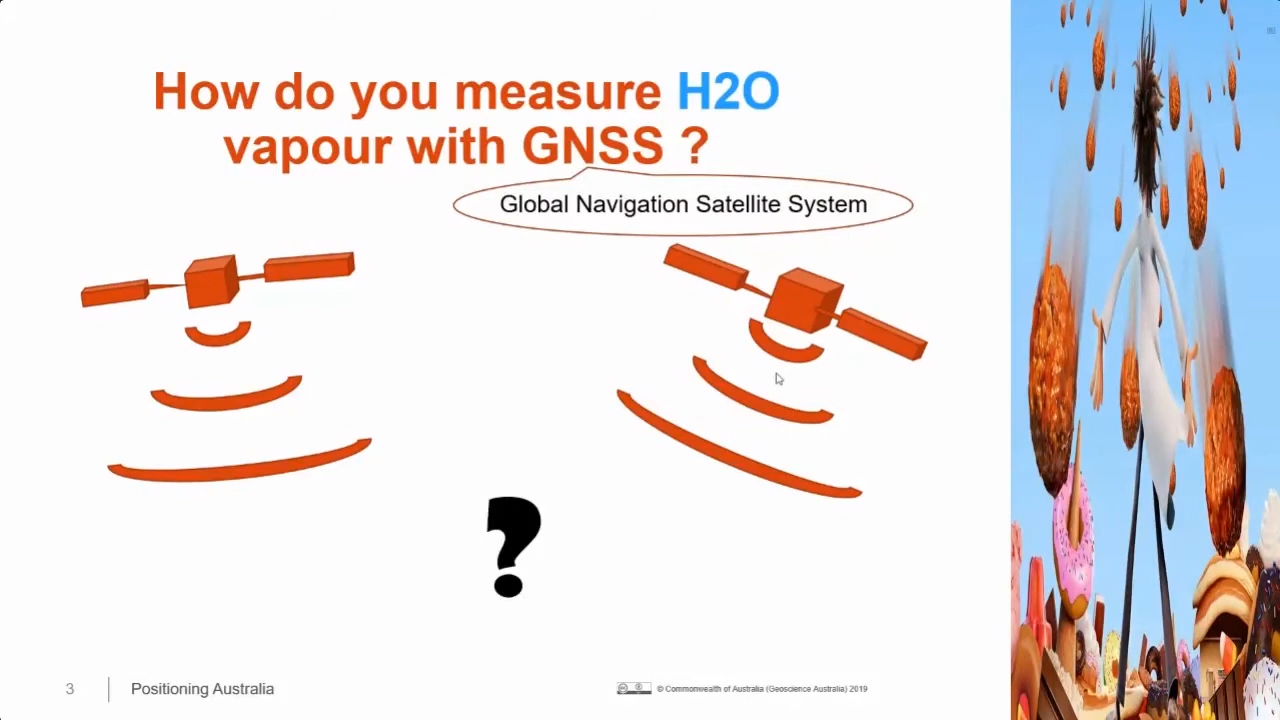 How do you measure H2O
vapour with GNSS ?
Global Navigation Satellite System
?
3
Positioning Australia
© Commonwealth of Australia (Geoscience Australia) 2019